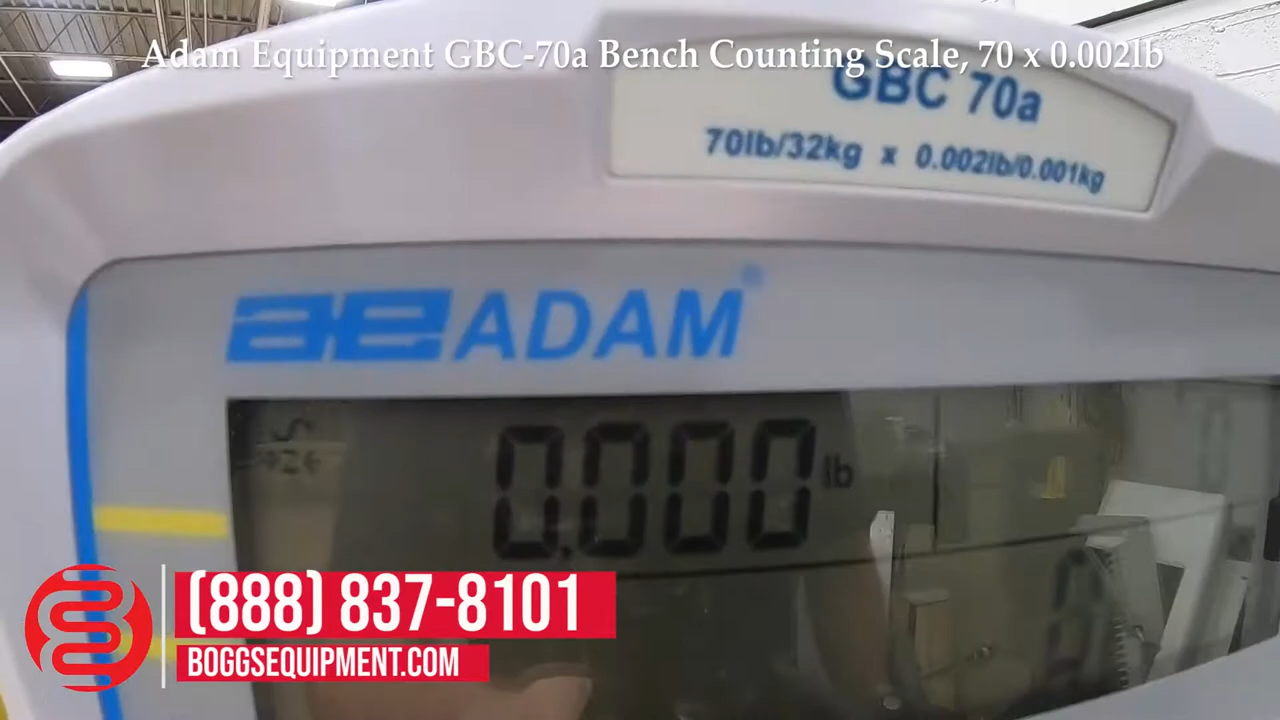 Adam Equipment GBC-70a Bench Counting Scale, 70 x 0.002lb
GBC 70a
70lb/32kg x 0.002lb/0.001kg
ae ADAM®
0.000 lb
(888) 837-8101
BOGGSEQUIPMENT.COM